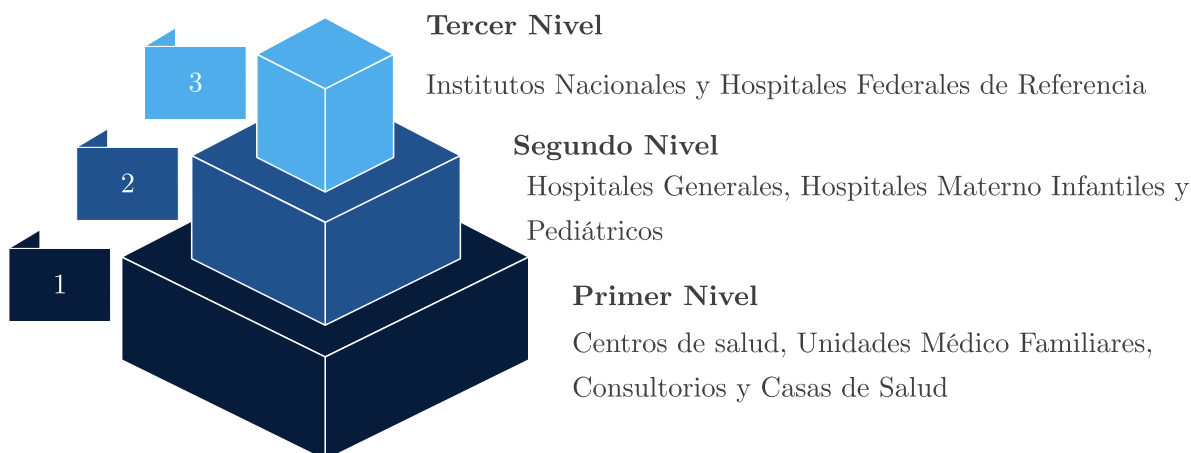 Tercer Nivel
3
Institutos Nacionales y Hospitales Federales de Referencia
Segundo Nivel
2
Hospitales Generales, Hospitales Materno Infantiles y
Pediátricos
1
Primer Nivel
Centros de salud, Unidades Médico Familiares,
Consultorios y Casas de Salud